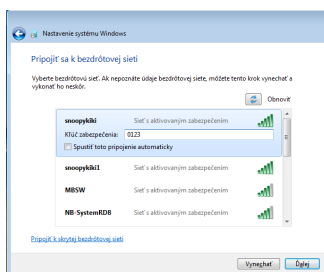 Nastavenie systému Windows
Pripojiť sa k bezdrôtovej sieti
Vyberte bezdrôtovú sieť. Ak nepoznáte údaje bezdrôtovej siete, môžete tento krok vynechať a
vykonať ho neskôr.
Obnoviť
snoopykiki Sieť s aktivovaným zabezpečením
Kľúč zabezpečenia: 0123
Spustiť toto pripojenie automaticky
snoopykiki1 Sieť s aktivovaným zabezpečením
MBSW Sieť s aktivovaným zabezpečením
NB-SystemRDB Sieť s aktivovaným zabezpečením
Pripojiť k skrytej bezdrôtovej sieti
Vynechať Ďalej